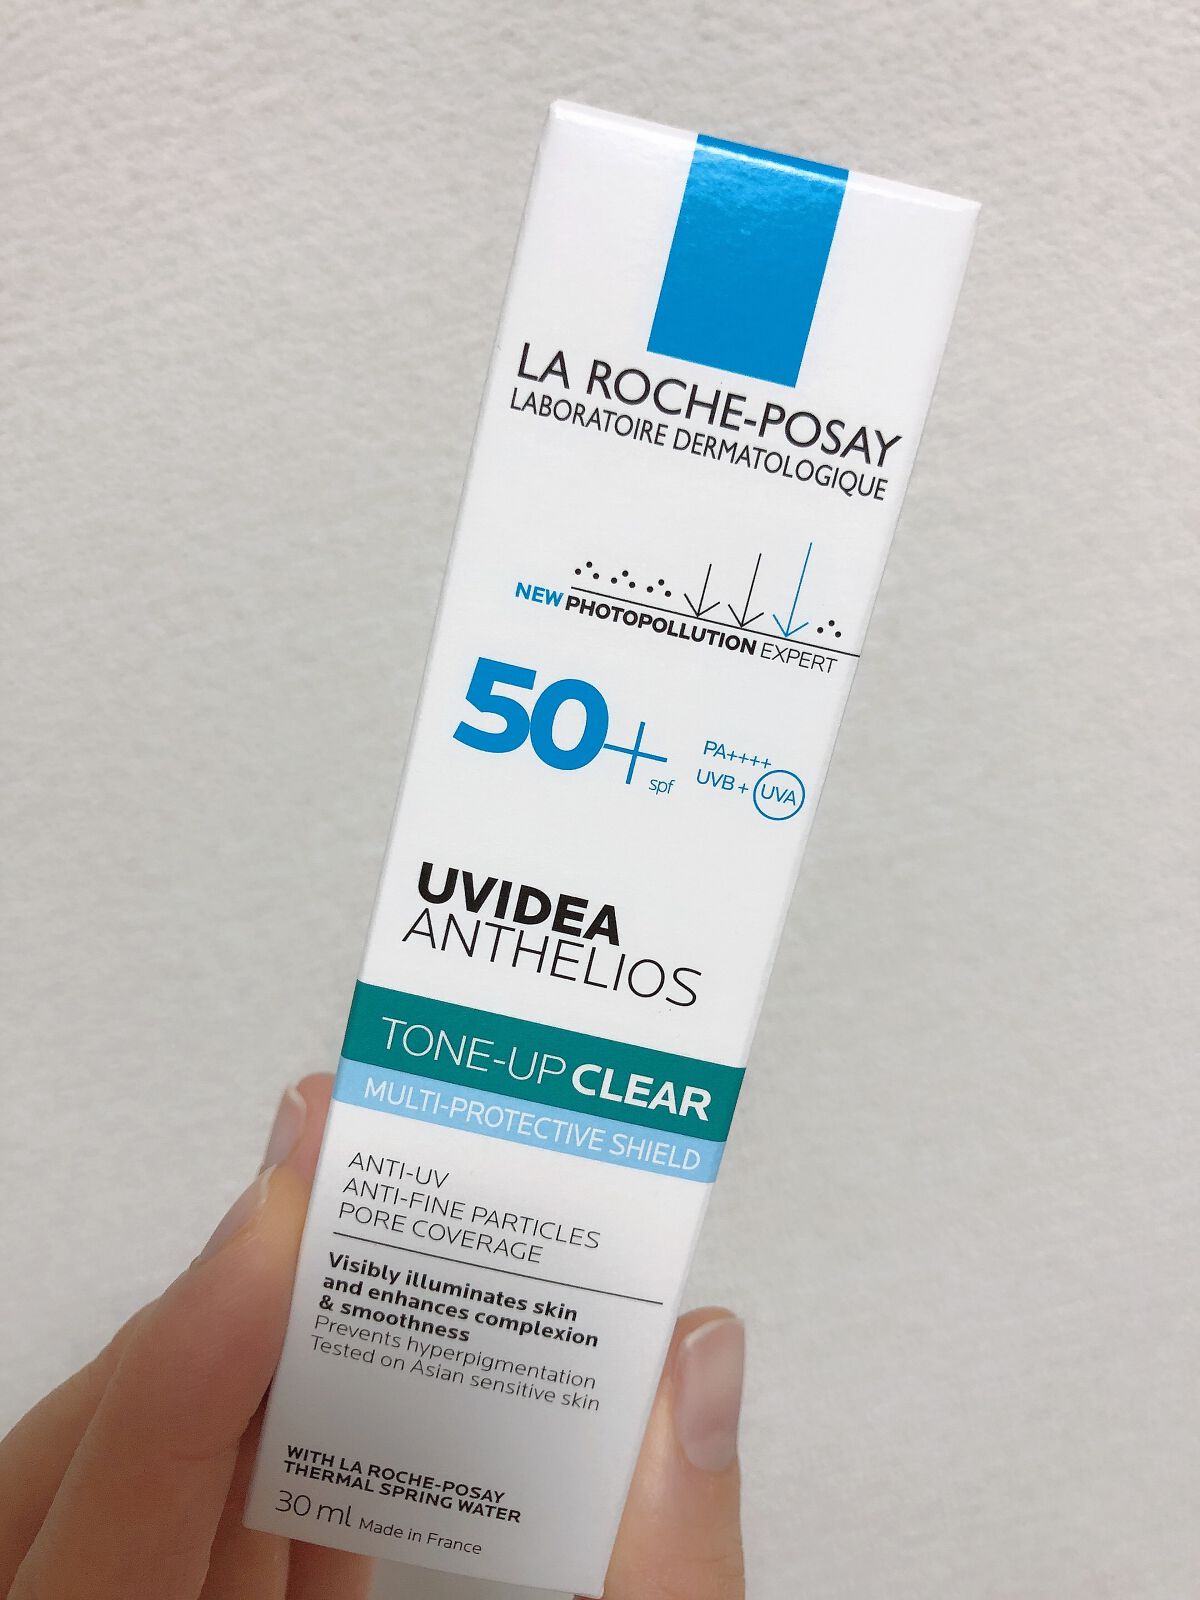 LA ROCHE-POSAY
LABORATOIRE DERMATOLOGIQUE
NEW PHOTOPOLLUTION EXPERT
50+ spf
PA++++
UVB + UVA
UVIDEA
ANTHELIOS
TONE-UP CLEAR
MULTI-PROTECTIVE SHIELD
ANTI-UV
ANTI-FINE PARTICLES
PORE COVERAGE
Visibly illuminates skin
and enhances complexion
& smoothness
Prevents hyperpigmentation
Tested on Asian sensitive skin
WITH LA ROCHE-POSAY
THERMAL SPRING WATER
30 ml Made in France